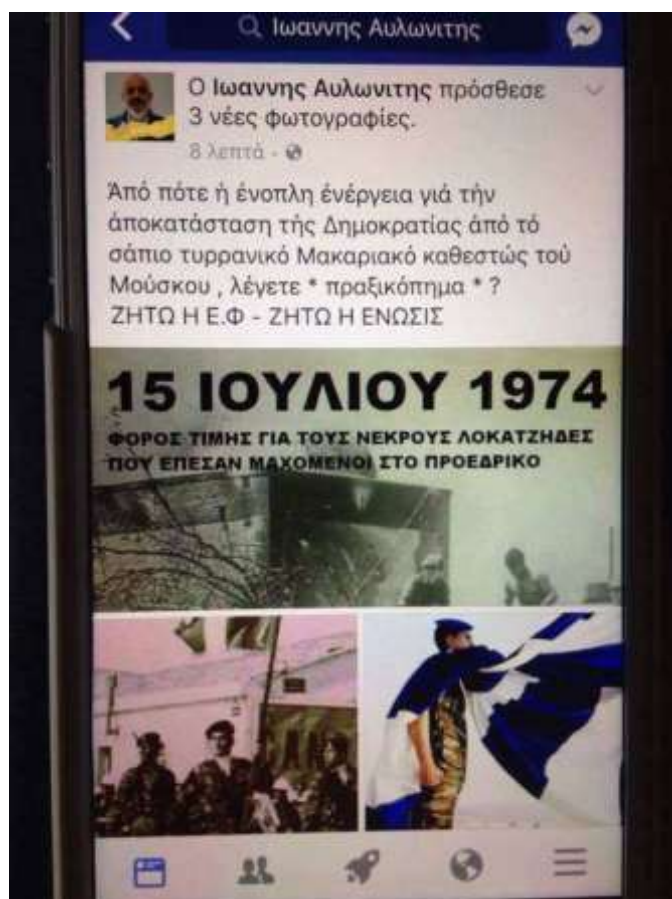 Ιωαννης Αυλωνιτης
Ο Ιωαννης Αυλωνιτης πρόσθεσε
3 νέες φωτογραφίες.
8 λεπτά ·
Άπό πότε ή ένοπλη ένέργεια γιά τήν
άποκατάσταση τής Δημοκρατίας άπό τό
σάπιο τυρρανικό Μακαριακό καθεστώς τού
Μούσκου , λέγετε * πραξικόπημα * ?
ΖΗΤΩ Η Ε.Φ - ΖΗΤΩ Η ΕΝΩΣΙΣ
15 ΙΟΥΛΙΟΥ 1974
ΦΟΡΟΣ ΤΙΜΗΣ ΓΙΑ ΤΟΥΣ ΝΕΚΡΟΥΣ ΛΟΚΑΤΖΗΔΕΣ
ΠΟΥ ΕΠΕΣΑΝ ΜΑΧΟΜΕΝΟΙ ΣΤΟ ΠΡΟΕΔΡΙΚΟ